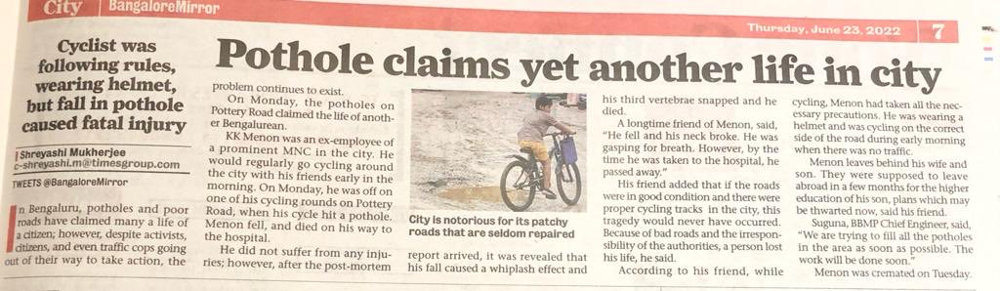 City BangaloreMirror
Thursday, June 23, 2022 7
Cyclist was
following rules,
wearing helmet,
but fall in pothole
caused fatal injury
Shreyashi Mukherjee
c-shreyashi.m@timesgroup.com
TWEETS @BangaloreMirror
Pothole claims yet another life in city
In Bengaluru, potholes and poor
roads have claimed many a life of
a citizen; however, despite activists,
citizens, and even traffic cops going
out of their way to take action, the
problem continues to exist.
On Monday, the potholes on
Pottery Road claimed the life of anoth-
er Bengalurean.
KK Menon was an ex-employee of
a prominent MNC in the city. He
would regularly go cycling around
the city with his friends early in the
morning. On Monday, he was off on
one of his cycling rounds on Pottery
Road, when his cycle hit a pothole.
Menon fell, and died on his way to
the hospital.
He did not suffer from any inju-
ries; however, after the post-mortem
City is notorious for its patchy
roads that are seldom repaired
report arrived, it was revealed that
his fall caused a whiplash effect and
his third vertebrae snapped and he
died.
A longtime friend of Menon, said,
"He fell and his neck broke. He was
gasping for breath. However, by the
time he was taken to the hospital, he
passed away."
His friend added that if the roads
were in good condition and there were
proper cycling tracks in the city, this
tragedy would never have occurred.
Because of bad roads and the irrespon-
sibility of the authorities, a person lost
his life, he said.
According to his friend, while
cycling, Menon had taken all the nec-
essary precautions. He was wearing a
helmet and was cycling on the correct
side of the road during early morning
when there was no traffic.
Menon leaves behind his wife and
son. They were supposed to leave
abroad in a few months for the higher
education of his son, plans which may
be thwarted now, said his friend.
Suguna, BBMP Chief Engineer, said,
"We are trying to fill all the potholes
in the area as soon as possible. The
work will be done soon."
Menon was cremated on Tuesday.